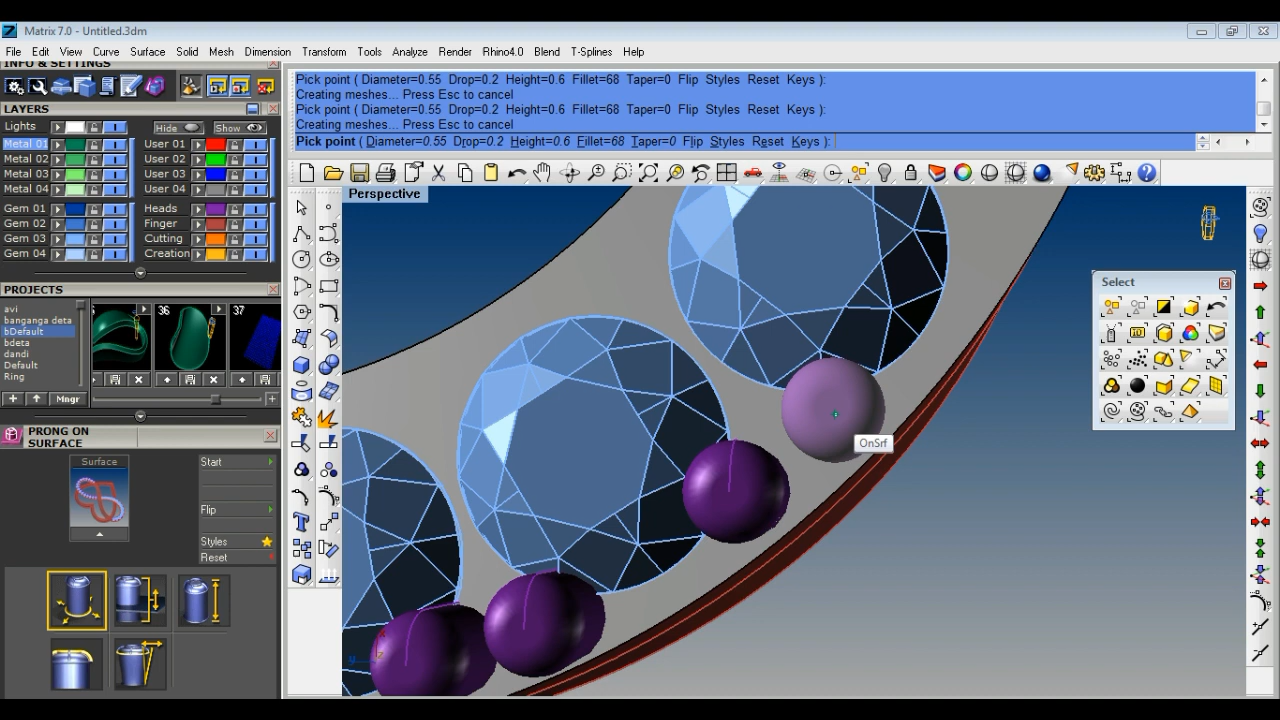 Matrix 7.0 - Untitled.3dm
File Edit View Curve Surface Solid Mesh Dimension Transform Tools Analyze Render Rhino4.0 Blend T-Splines Help
INFO & SETTINGS
Pick point ( Diameter=0.55 Drop=0.2 Height=0.6 Fillet=68 Taper=0 Flip Styles Reset Keys ):
Creating meshes... Press Esc to cancel
Pick point ( Diameter=0.55 Drop=0.2 Height=0.6 Fillet=68 Taper=0 Flip Styles Reset Keys ):
Creating meshes... Press Esc to cancel
Pick point ( Diameter=0.55 Drop=0.2 Height=0.6 Fillet=68 Taper=0 Flip Styles Reset Keys ):
LAYERS
Lights Hide Show
Metal 01 User 01
Metal 02 User 02
Metal 03 User 03
Metal 04 User 04
Gem 01 Heads
Gem 02 Finger
Gem 03 Cutting
Gem 04 Creation
PROJECTS
avi
banganga deta
bDefault
bdeta
dandi
Default
Ring
36
37
Mngr
PRONG ON
SURFACE
Surface
Start
Flip
Styles
Reset
Perspective
OnSrf
Select